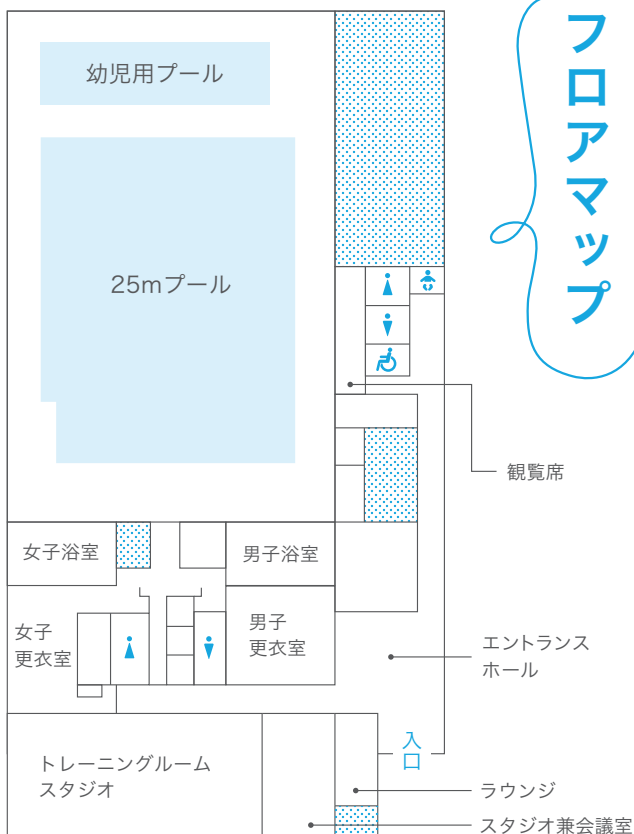 フロアマップ
幼児用プール
25mプール
観覧席
女子浴室
男子浴室
女子
更衣室
男子
更衣室
エントランス
ホール
入口
トレーニングルーム
スタジオ
ラウンジ
スタジオ兼会議室